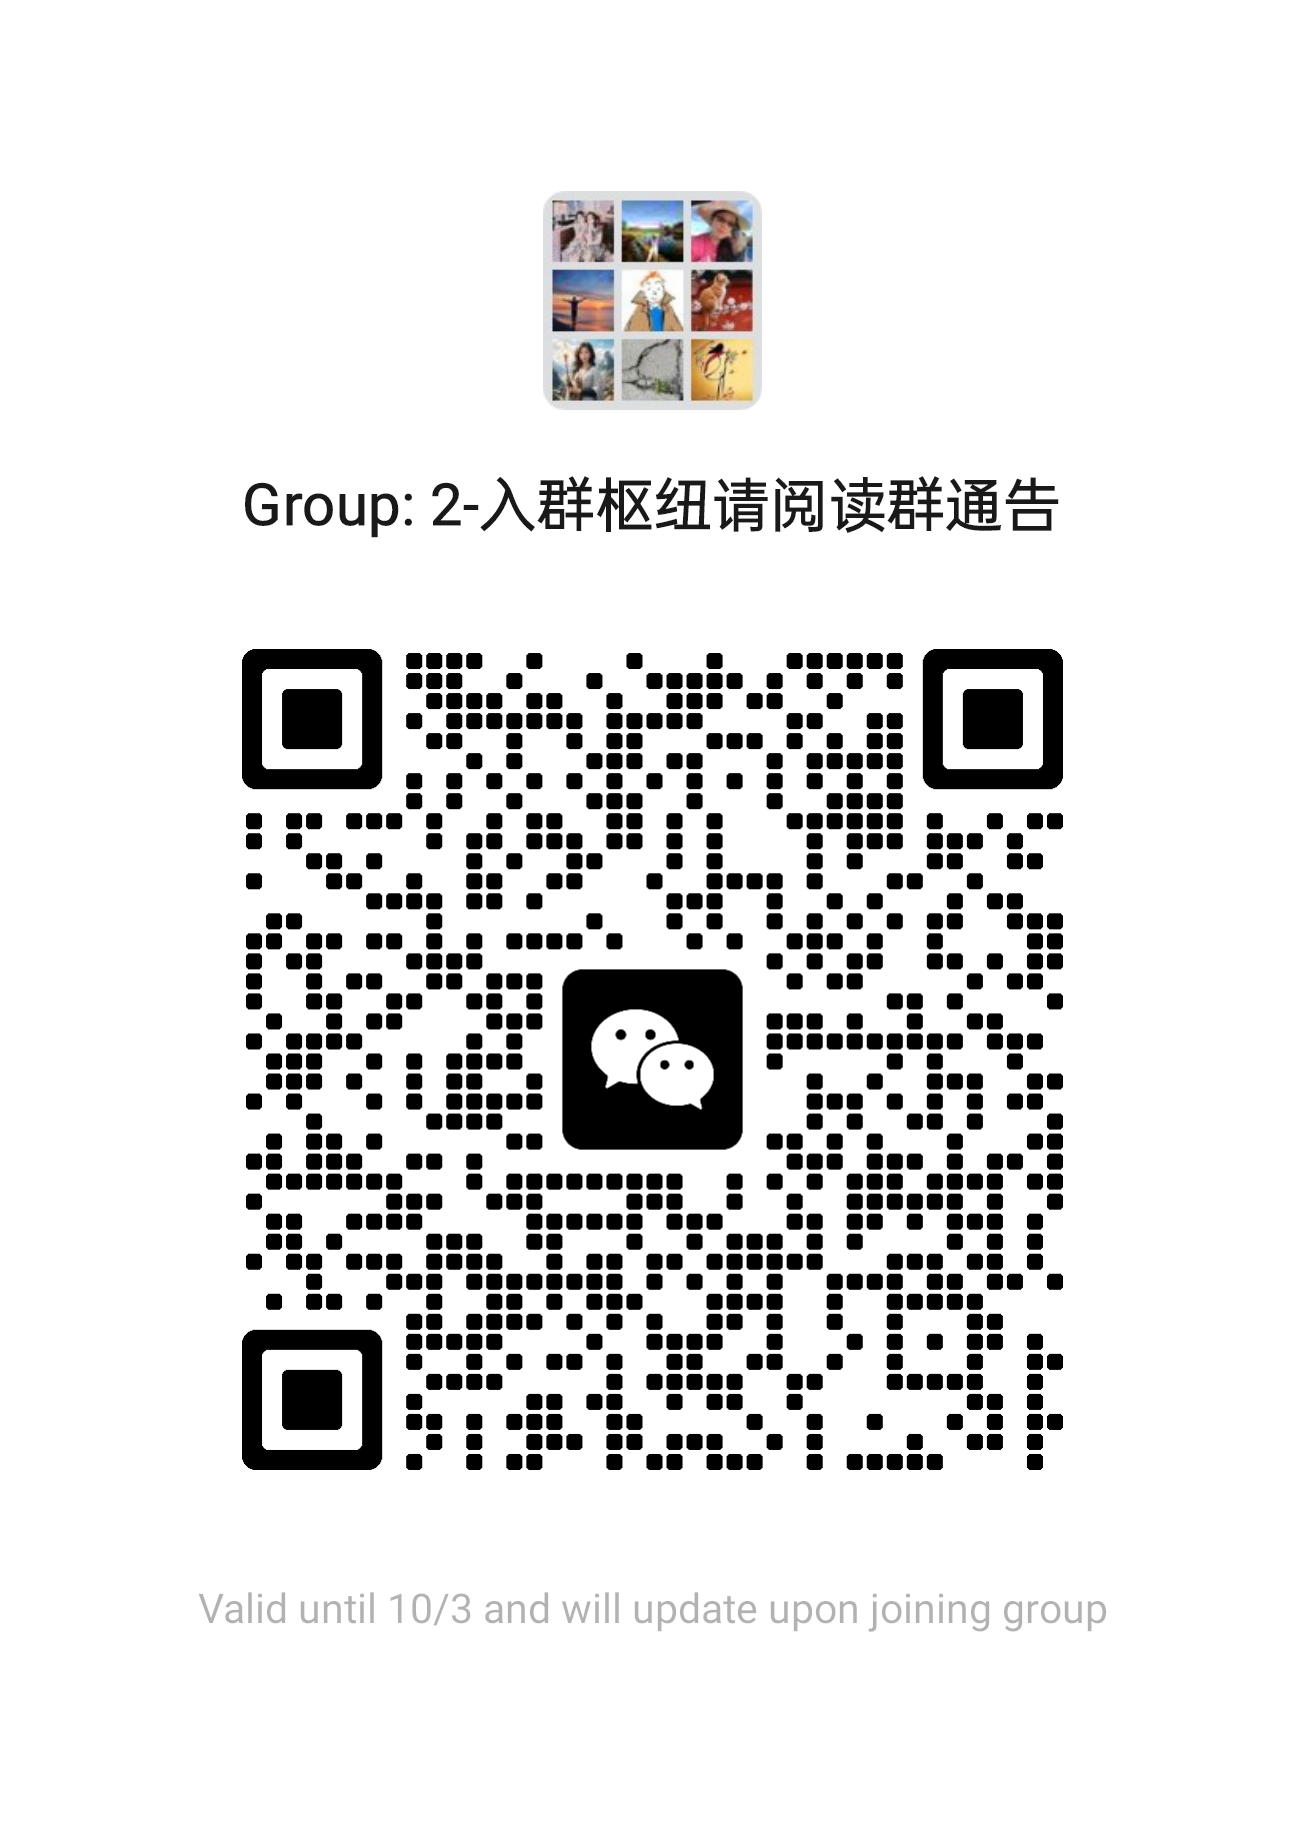 Group: 2-入群枢纽请阅读群通告
Valid until 10/3 and will update upon joining group